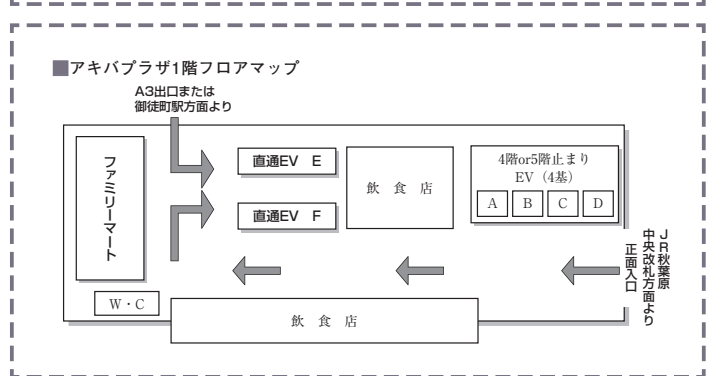 ■アキバプラザ1階フロアマップ
A3出口または
御徒町駅方面より
ファミリーマート
直通EV E
直通EV F
飲 食 店
4階or5階止まり
EV（4基）
A B C D
JR秋葉原
中央改札方面より
正面入口
W・C
飲 食 店